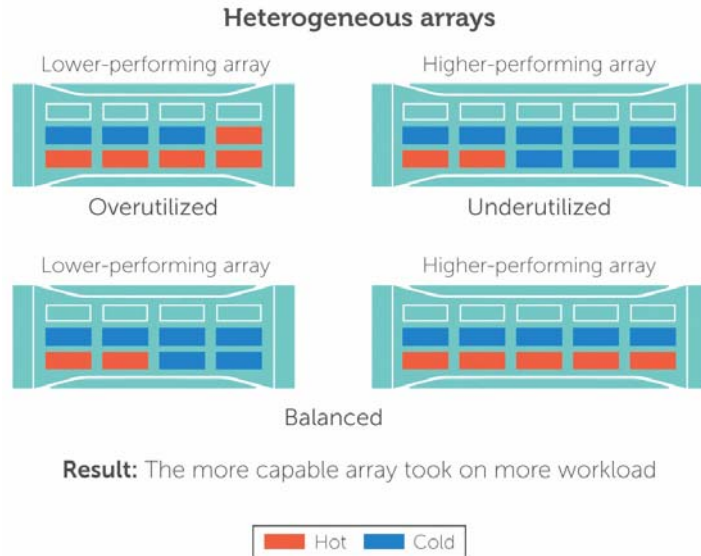 Heterogeneous arrays
Lower-performing array
Higher-performing array
Overutilized
Underutilized
Lower-performing array
Higher-performing array
Balanced
Result: The more capable array took on more workload
Hot Cold